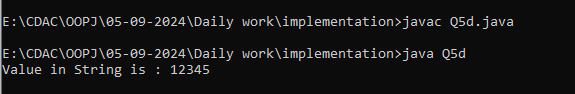 E:\CDAC\OOPJ\05-09-2024\Daily work\implementation>javac Q5d.java
E:\CDAC\OOPJ\05-09-2024\Daily work\implementation>java Q5d
Value in String is : 12345